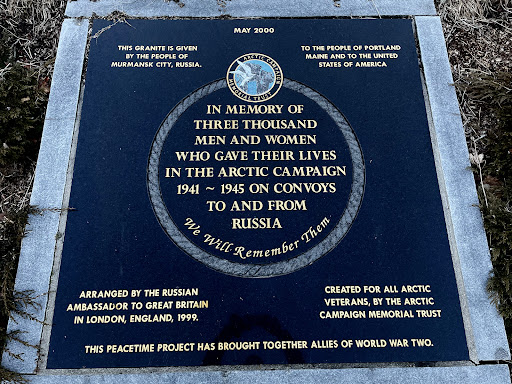 MAY 2000
THIS GRANITE IS GIVEN
BY THE PEOPLE OF
MURMANSK CITY, RUSSIA.
TO THE PEOPLE OF PORTLAND
MAINE AND TO THE UNITED
STATES OF AMERICA
ARCTIC CAMPAIGN
MEMORIAL TRUST
IN MEMORY OF
THREE THOUSAND
MEN AND WOMEN
WHO GAVE THEIR LIVES
IN THE ARCTIC CAMPAIGN
1941 ~ 1945 ON CONVOYS
TO AND FROM
RUSSIA
We Will Remember Them.
ARRANGED BY THE RUSSIAN
AMBASSADOR TO GREAT BRITAIN
IN LONDON, ENGLAND, 1999.
CREATED FOR ALL ARCTIC
VETERANS, BY THE ARCTIC
CAMPAIGN MEMORIAL TRUST
THIS PEACETIME PROJECT HAS BROUGHT TOGETHER ALLIES OF WORLD WAR TWO.